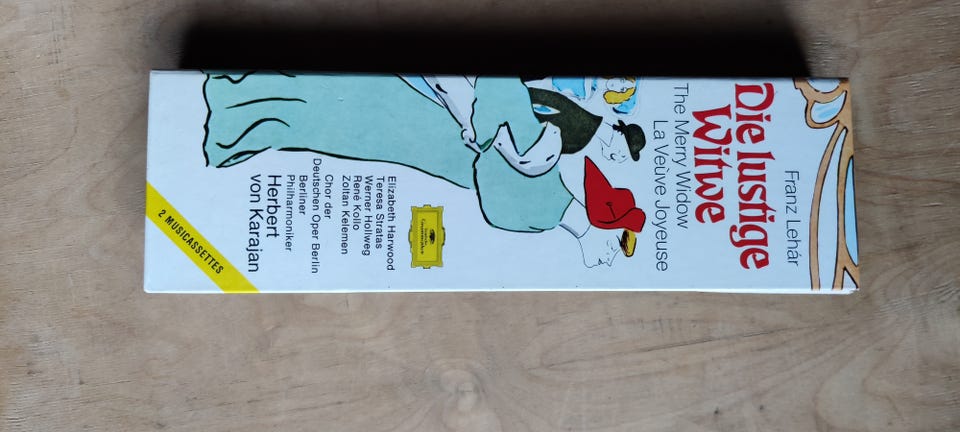 Franz Lehár
Die lustige
Witwe
The Merry Widow
La Veuve Joyeuse
Elizabeth Harwood
Teresa Stratas
Werner Hollweg
René Kollo
Zoltan Kelemen
Chor der
Deutschen Oper Berlin
Berliner
Philharmoniker
Herbert
von Karajan
2 MUSICASSETTES